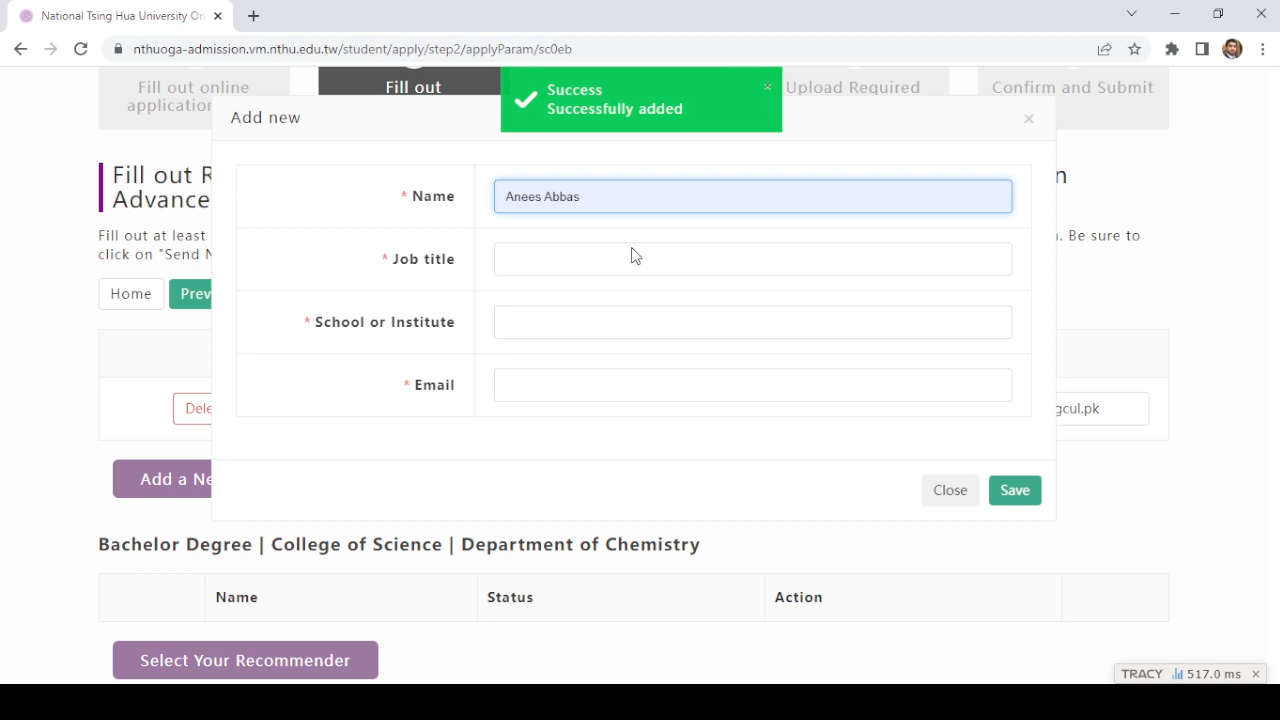 National Tsing Hua University On
nthuoga-admission.vm.nthu.edu.tw/student/apply/step2/applyParam/sc0eb
Fill out online
application
Fill out
Upload Required
Confirm and Submit
Success
Successfully added
Add new
Fill out R
Advance
* Name
Anees Abbas
* Job title
Fill out at least
. Be sure to
click on "Send N
Home
Prev
* School or Institute
* Email
Dele
gcul.pk
Add a Ne
Close
Save
Bachelor Degree | College of Science | Department of Chemistry
Name
Status
Action
Select Your Recommender
TRACY 517.0 ms